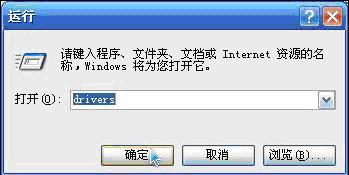 运行
请键入程序、文件夹、文档或 Internet 资源的名
称,Windows 将为您打开它。
打开(O): drivers
确定 取消 浏览(B)...